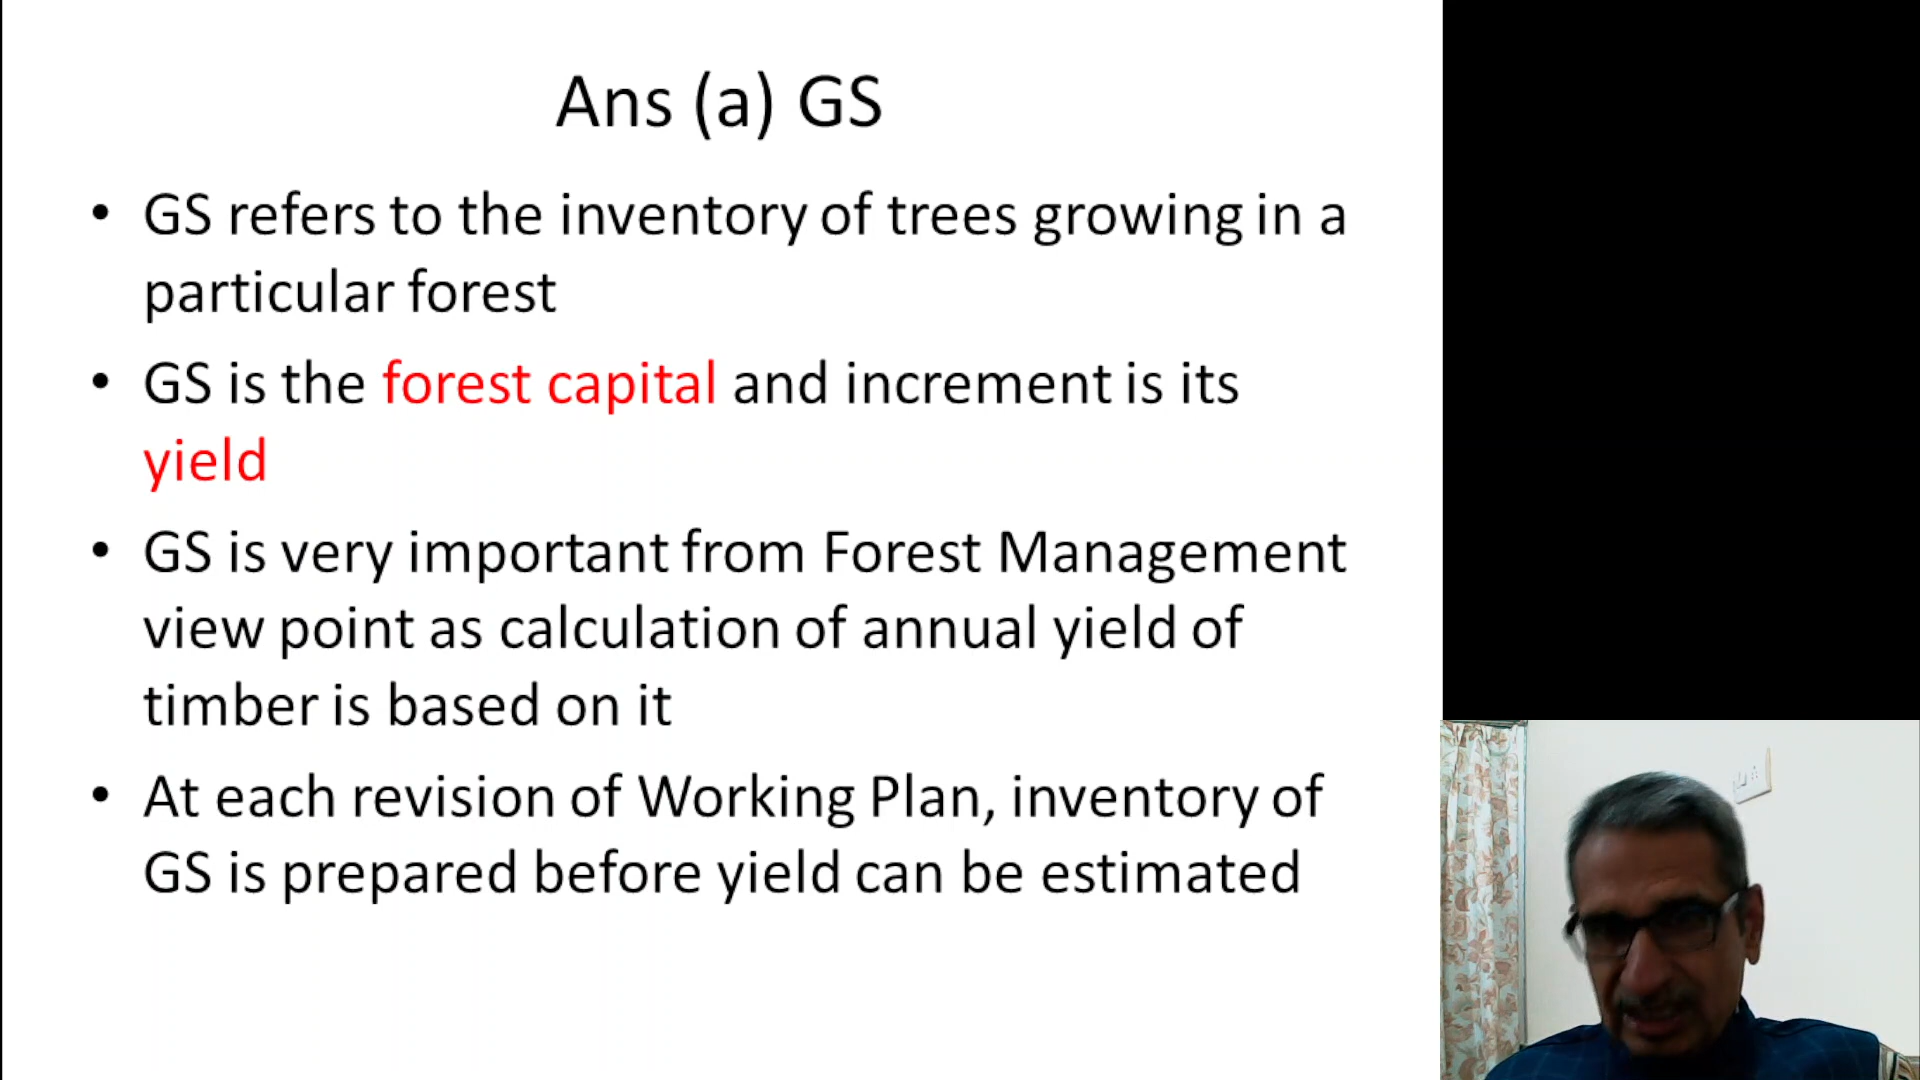 Ans (a) GS
• GS refers to the inventory of trees growing in a
particular forest
• GS is the forest capital and increment is its
yield
• GS is very important from Forest Management
view point as calculation of annual yield of
timber is based on it
• At each revision of Working Plan, inventory of
GS is prepared before yield can be estimated